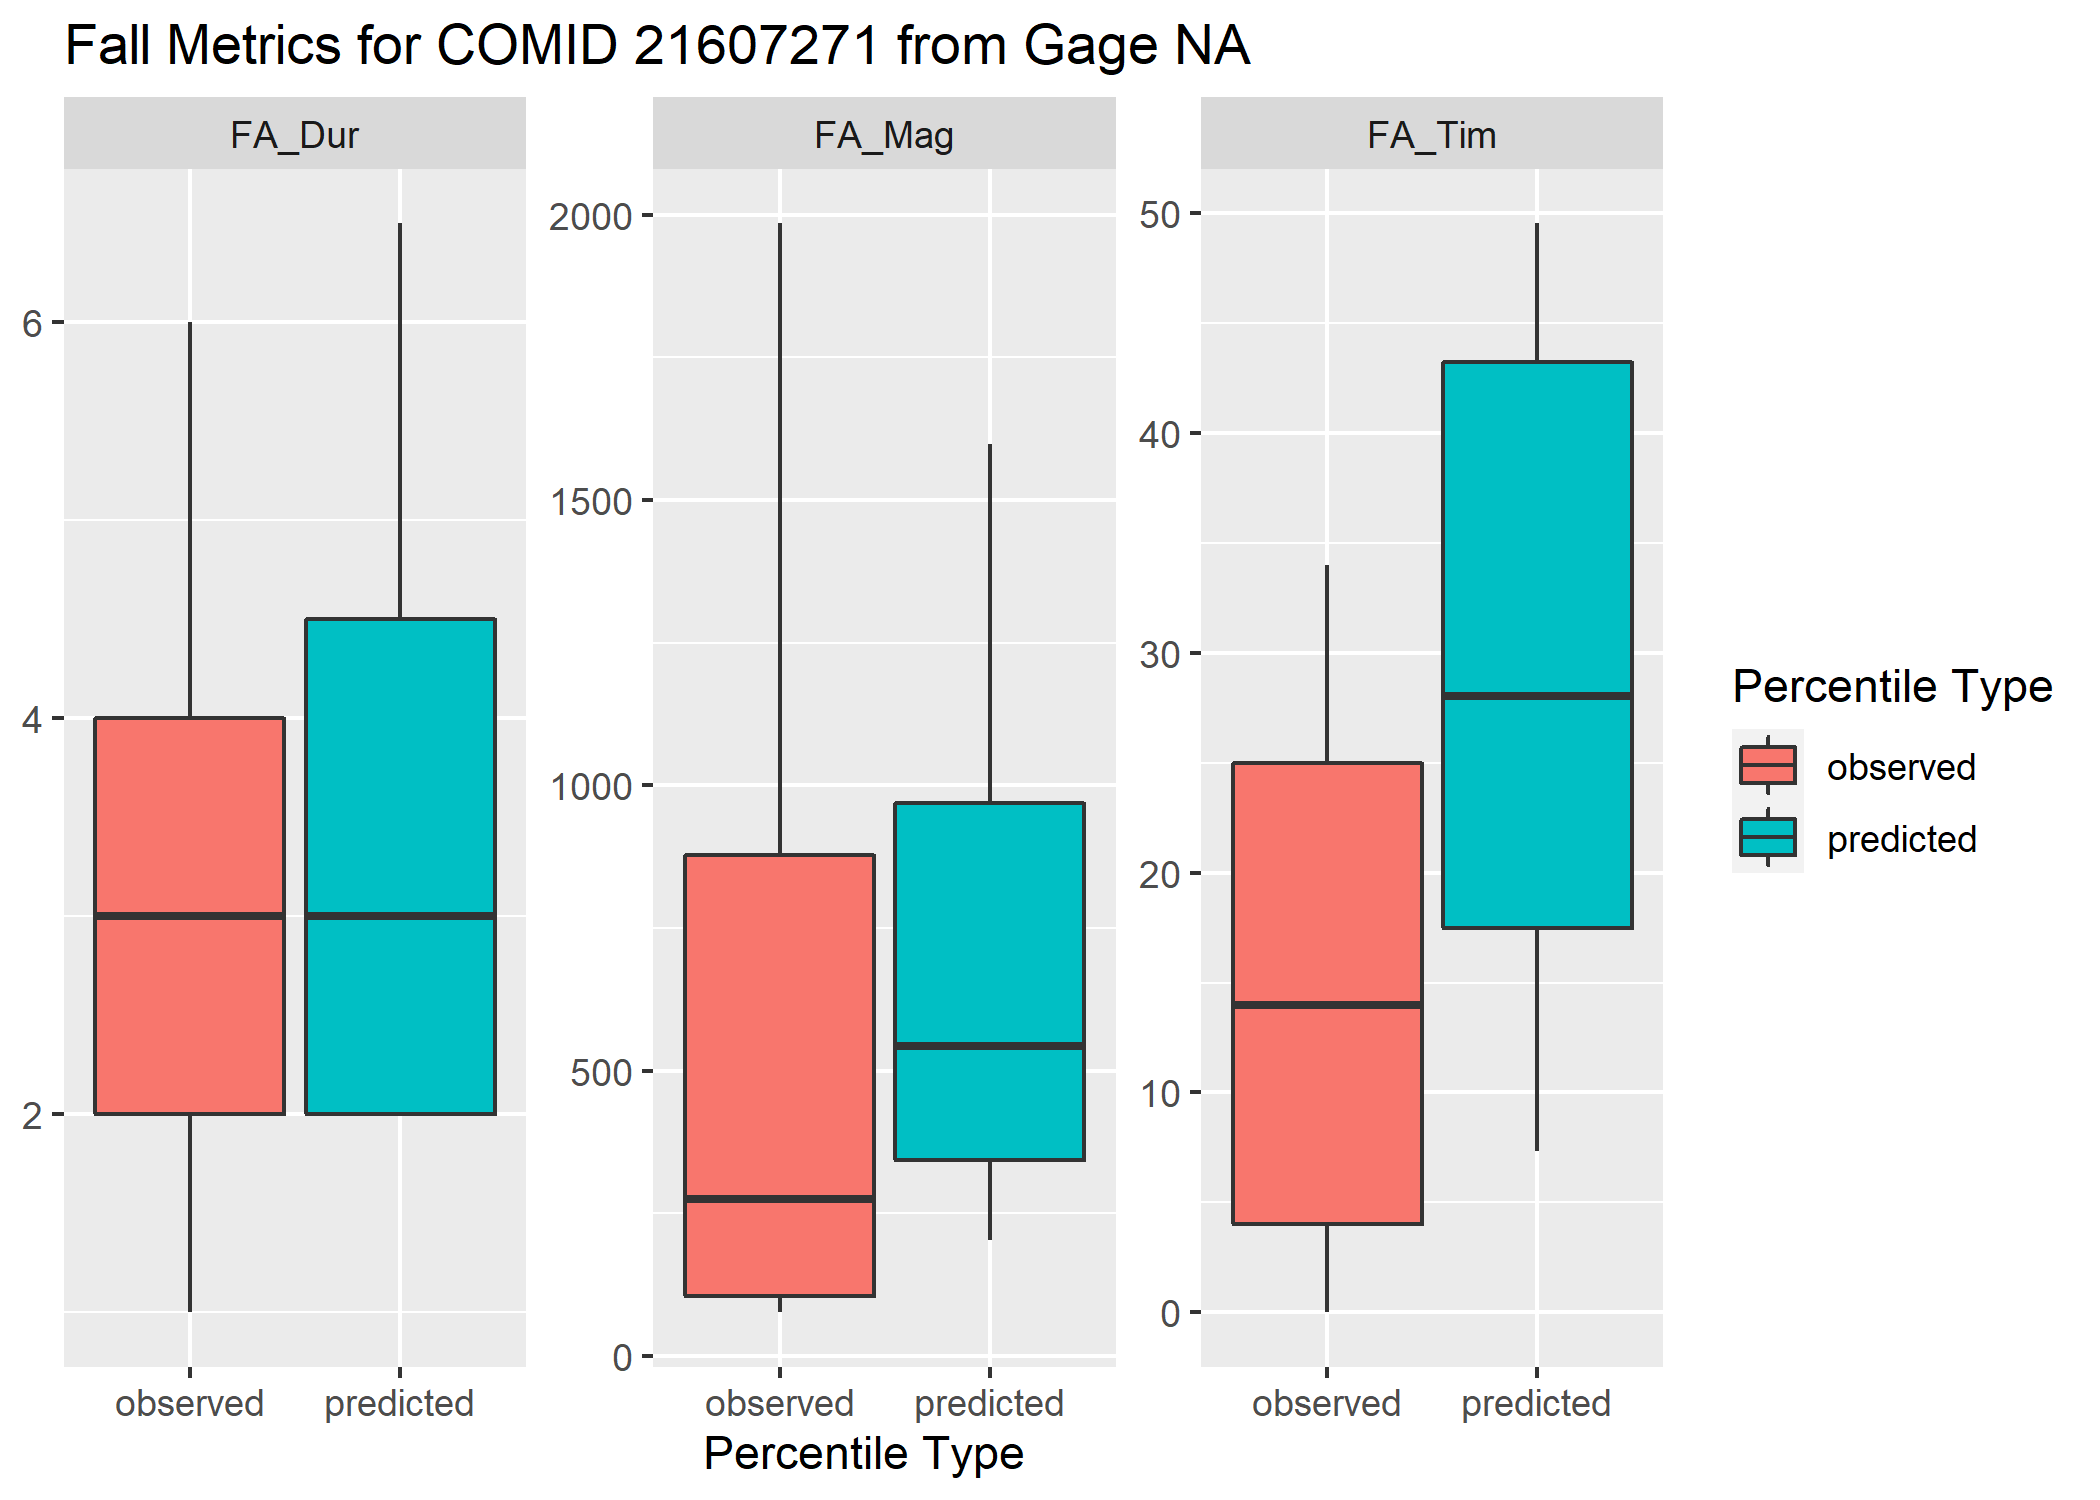 Fall Metrics for COMID 21607271 from Gage NA
FA_Dur
FA_Mag
FA_Tim
6
4
2
2000
1500
1000
500
0
50
40
30
20
10
0
observed
predicted
observed
predicted
observed
predicted
Percentile Type
Percentile Type
observed
predicted